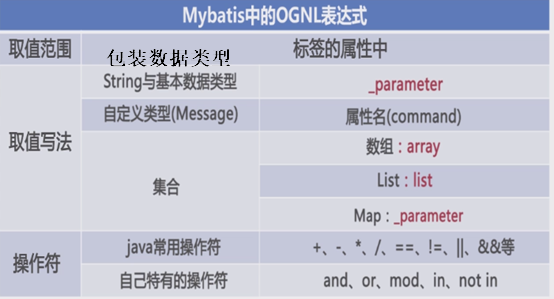 Mybatis中的OGNL表达式
取值范围 标签的属性中
包装数据类型
取值写法 String与基本数据类型 _parameter
自定义类型(Message) 属性名(command)
集合 数组：array
List：list
Map：_parameter
操作符 java常用操作符 +、-、*、/、==、!=、||、&&等
自己特有的操作符 and、or、mod、in、not in